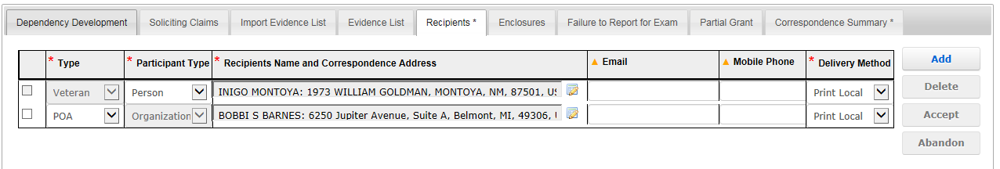 Dependency Development Soliciting Claims Import Evidence List Evidence List Recipients * Enclosures Failure to Report for Exam Partial Grant Correspondence Summary *
* Type * Participant Type * Recipients Name and Correspondence Address Email Mobile Phone * Delivery Method Add
Veteran Person INIGO MONTOYA: 1973 WILLIAM GOLDMAN, MONTOYA, NM, 87501, US Print Local Delete
POA Organization BOBBI S BARNES: 6250 Jupiter Avenue, Suite A, Belmont, MI, 49306, Print Local Accept
Abandon